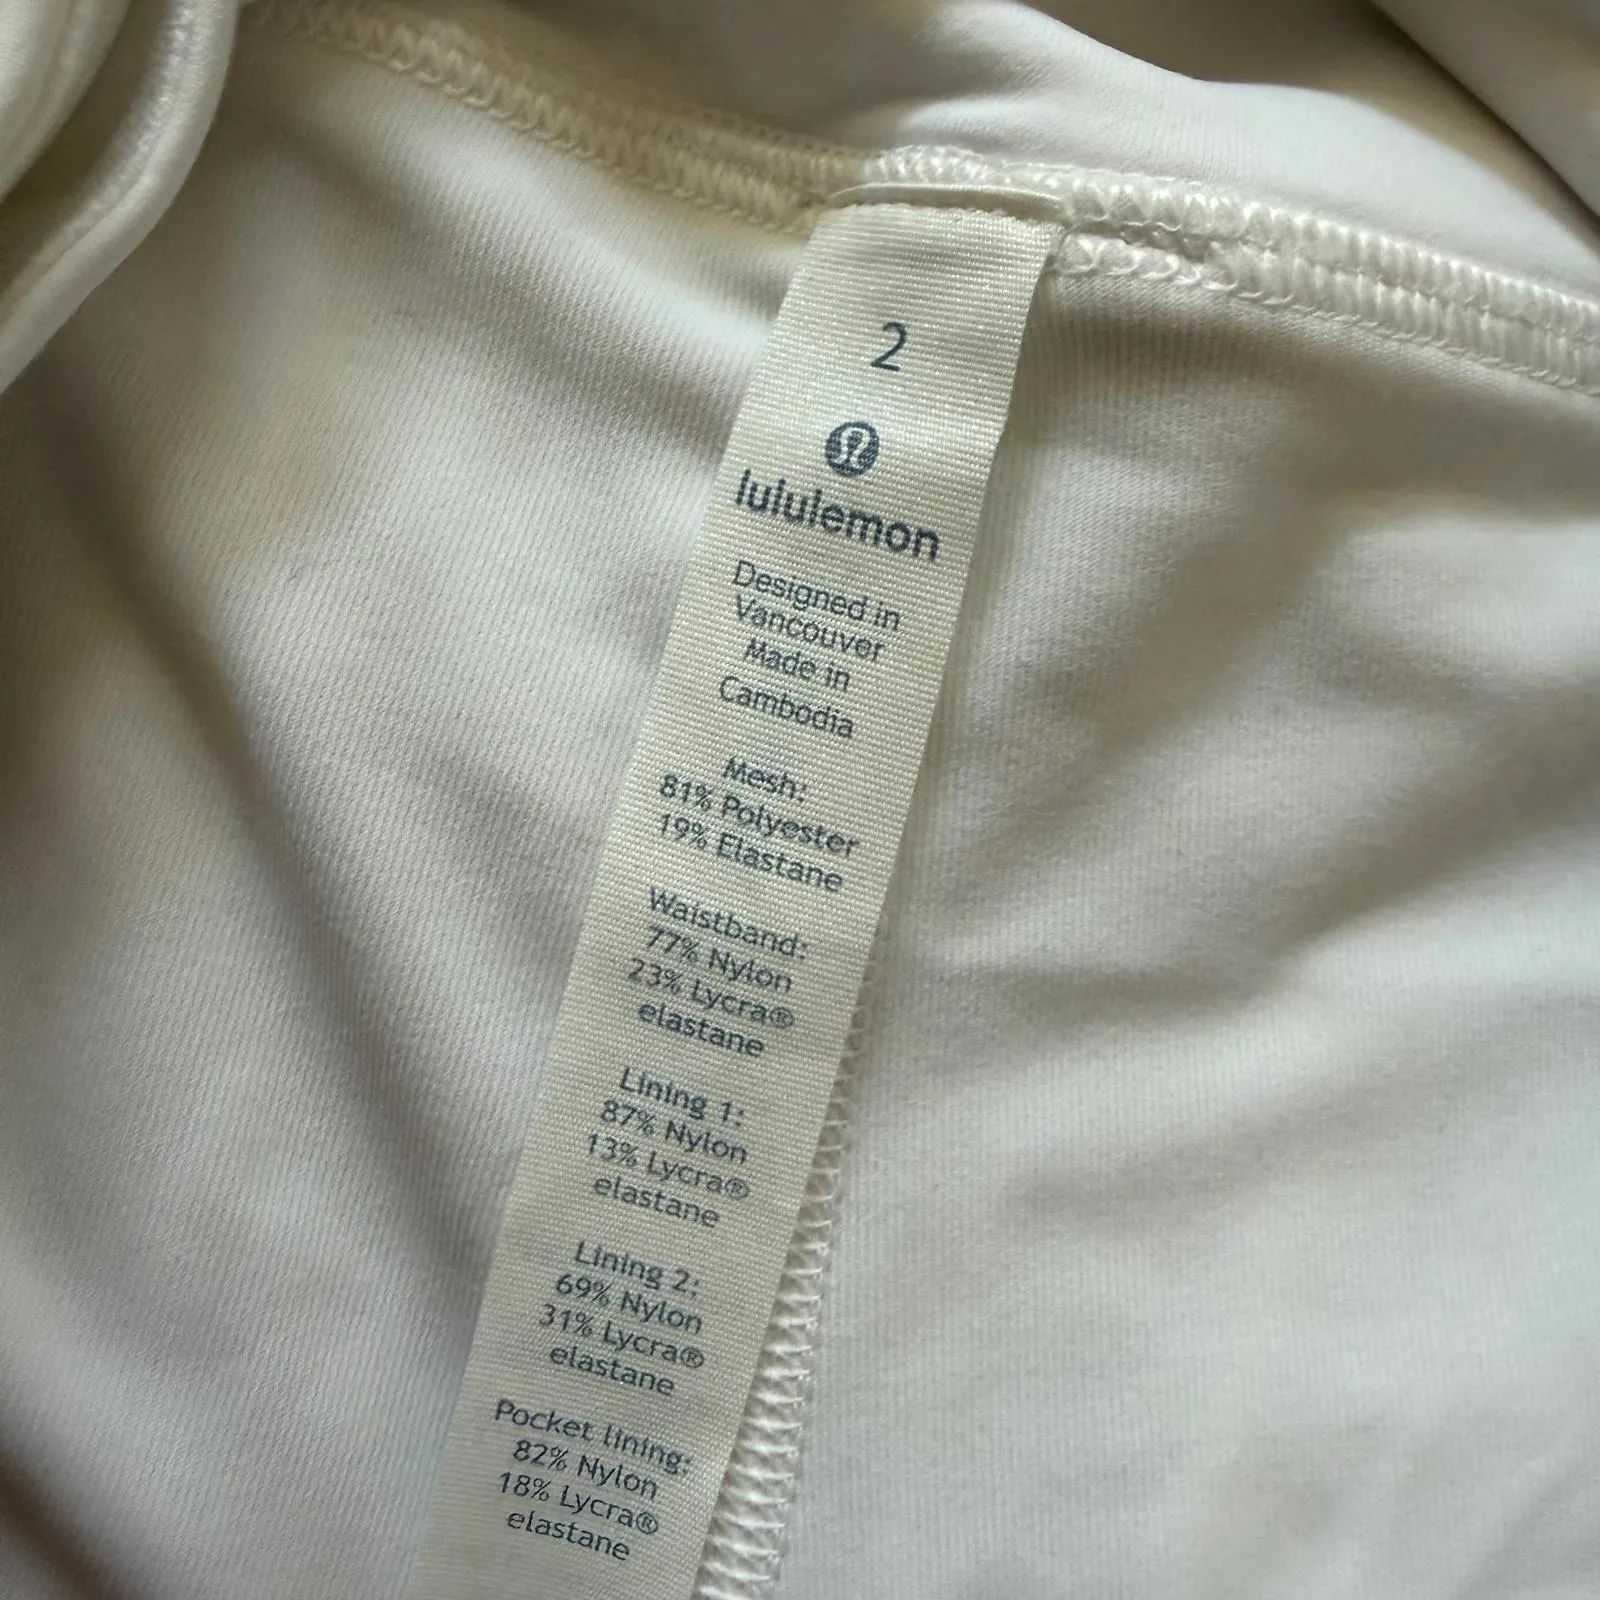 2
lululemon
Designed in
Vancouver
Made in
Cambodia
Mesh:
81% Polyester
19% Elastane
Waistband:
77% Nylon
23% Lycra®
elastane
Lining 1:
87% Nylon
13% Lycra®
elastane
Lining 2:
69% Nylon
31% Lycra®
elastane
Pocket lining:
82% Nylon
18% Lycra®
elastane